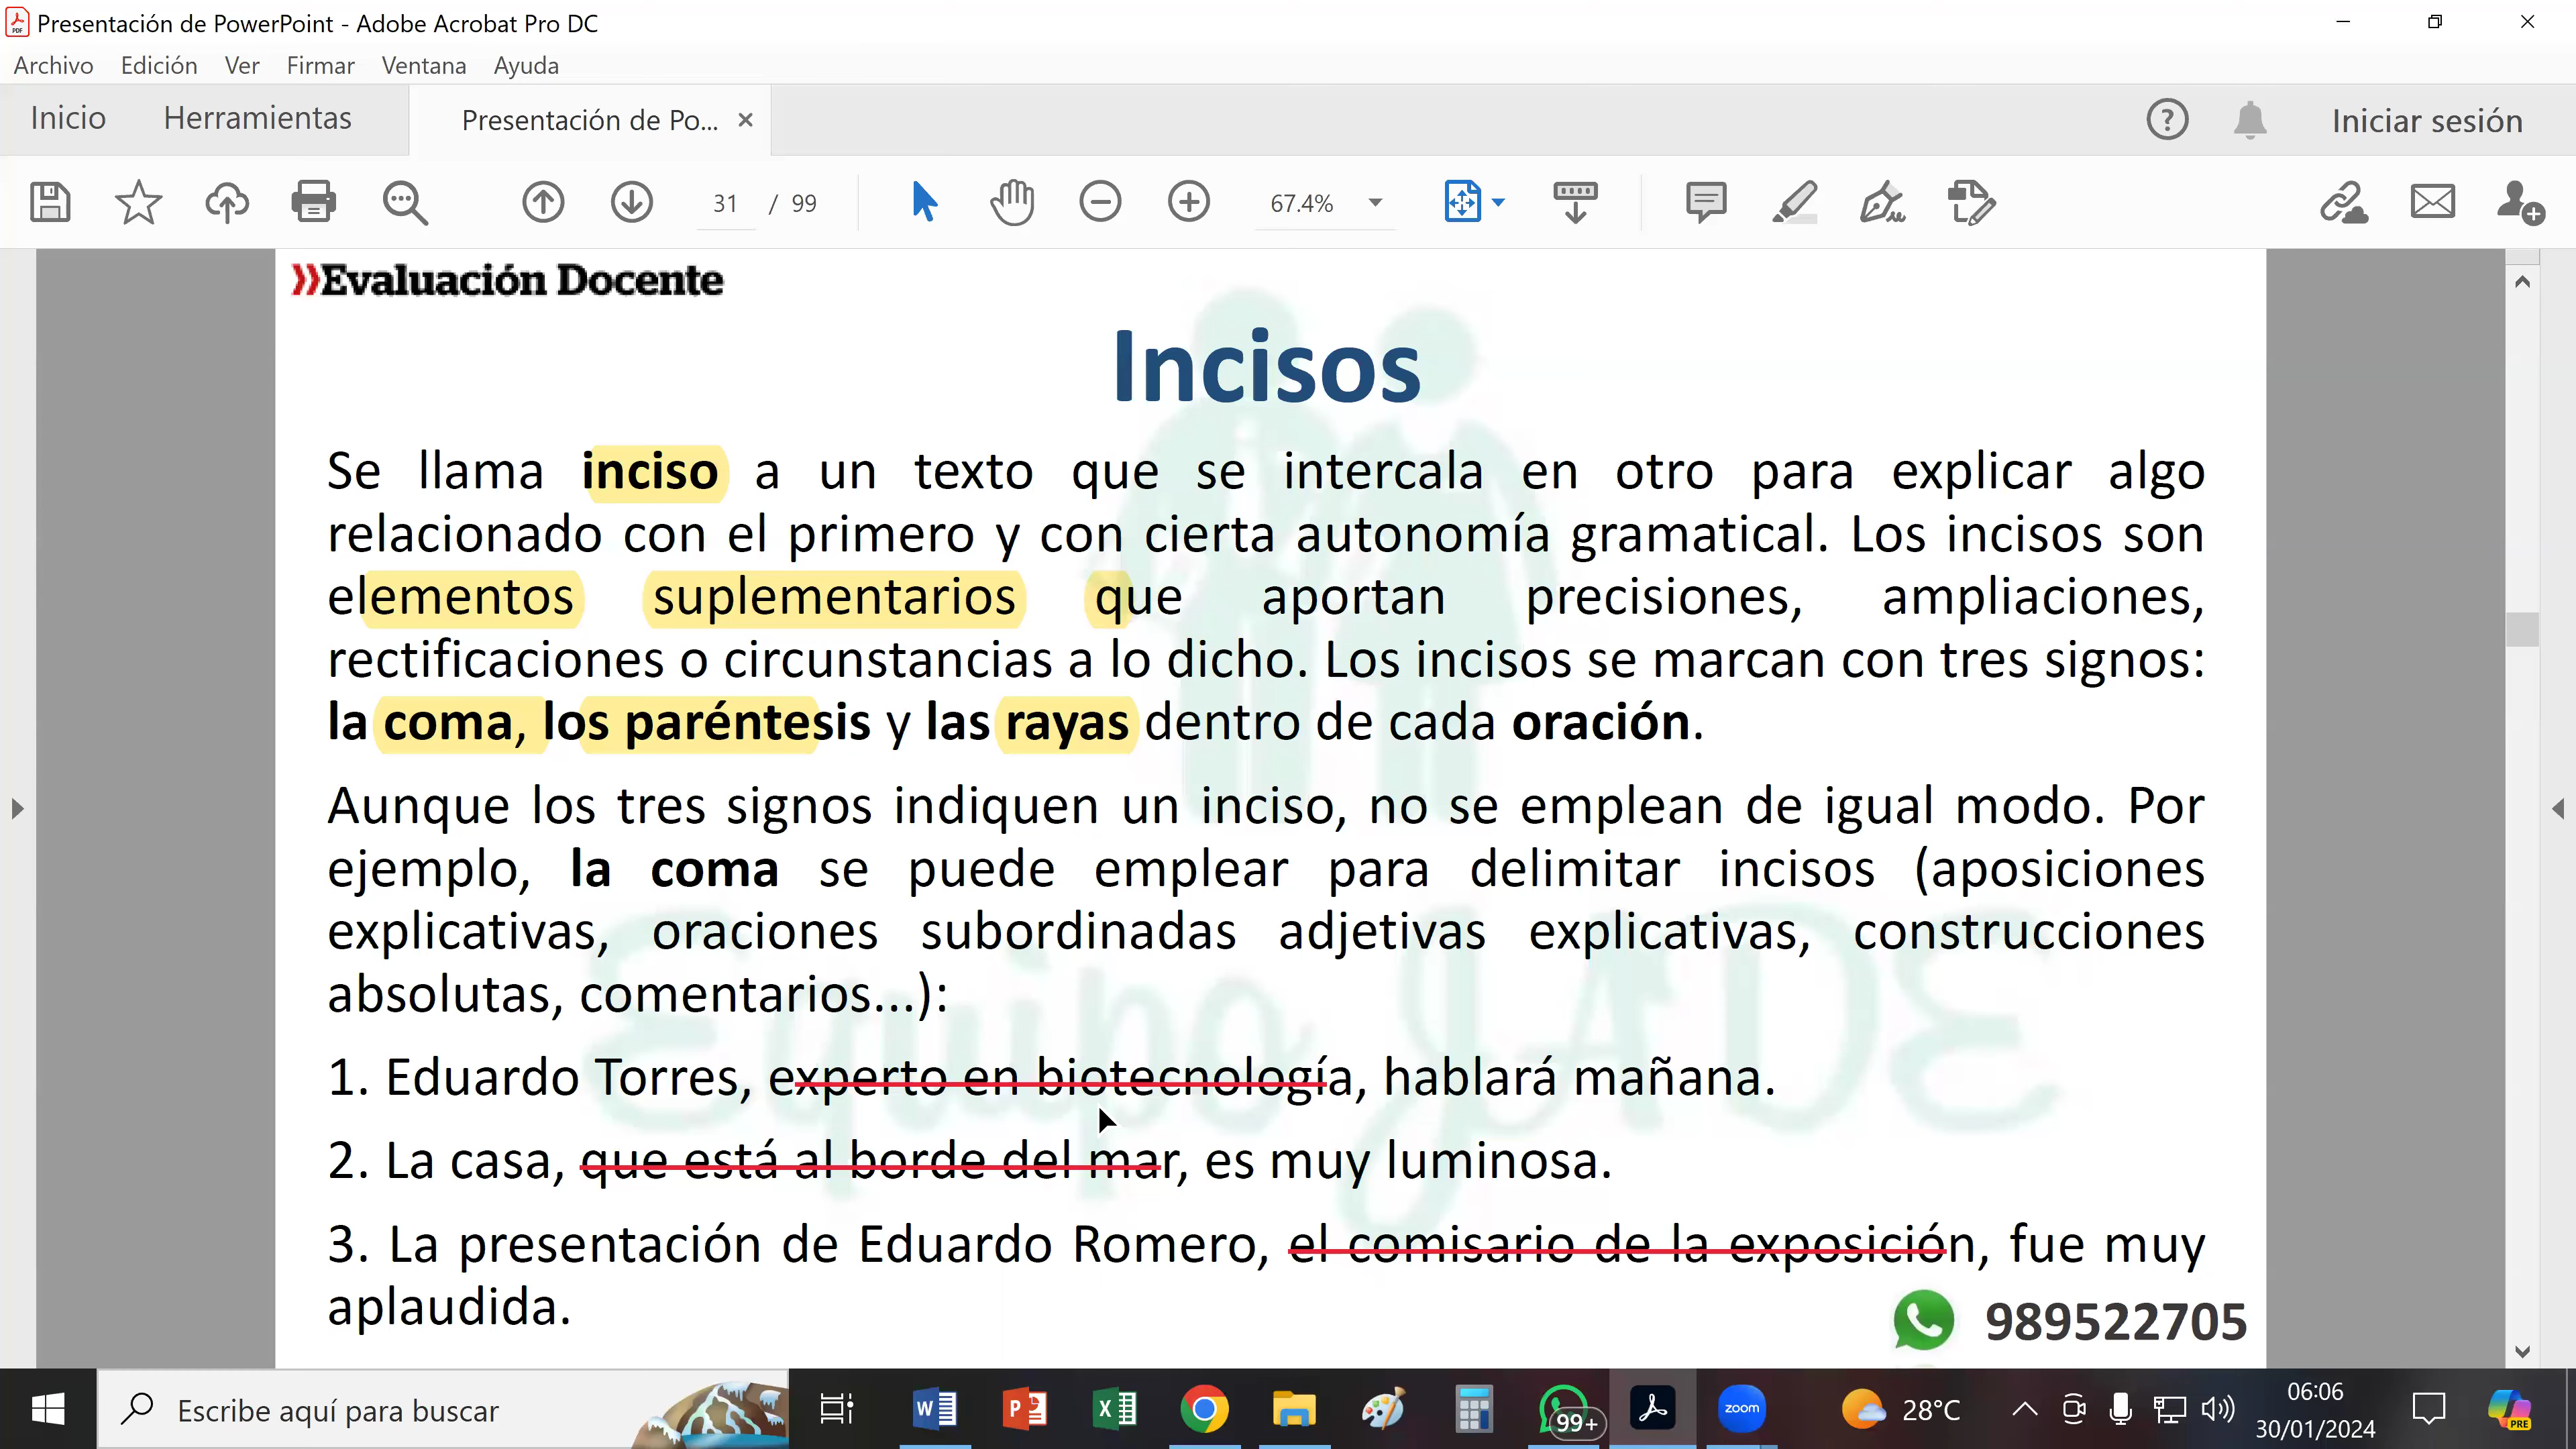 Presentación de PowerPoint - Adobe Acrobat Pro DC
Archivo Edición Ver Firmar Ventana Ayuda
Inicio Herramientas Presentación de Po... Iniciar sesión
31 / 99 67.4%
Evaluación Docente
Incisos
Se llama inciso a un texto que se intercala en otro para explicar algo
relacionado con el primero y con cierta autonomía gramatical. Los incisos son
elementos suplementarios que aportan precisiones, ampliaciones,
rectificaciones o circunstancias a lo dicho. Los incisos se marcan con tres signos:
la coma, los paréntesis y las rayas dentro de cada oración.
Aunque los tres signos indiquen un inciso, no se emplean de igual modo. Por
ejemplo, la coma se puede emplear para delimitar incisos (aposiciones
explicativas, oraciones subordinadas adjetivas explicativas, construcciones
absolutas, comentarios...):
1. Eduardo Torres, experto en biotecnología, hablará mañana.
2. La casa, que está al borde del mar, es muy luminosa.
3. La presentación de Eduardo Romero, el comisario de la exposición, fue muy
aplaudida.
989522705
Equipo JADE
Escribe aquí para buscar
zoom
99+
28°C
06:06
30/01/2024
PRE